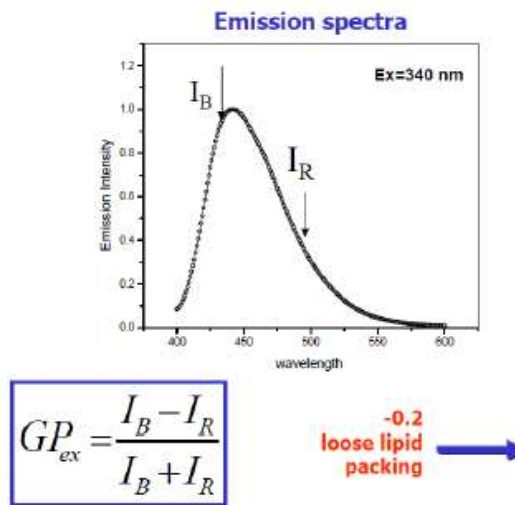 Emission spectra
Ex=340 nm
I_B
I_R
Emission Intensity
1.2
1.0
0.8
0.6
0.4
0.2
0.0
400 450 500 550 600
wavelength
GP_ex = (I_B − I_R) / (I_B + I_R)
-0.2
loose lipid
packing